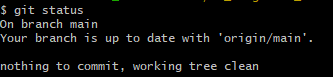 $ git status
On branch main
Your branch is up to date with 'origin/main'.

nothing to commit, working tree clean